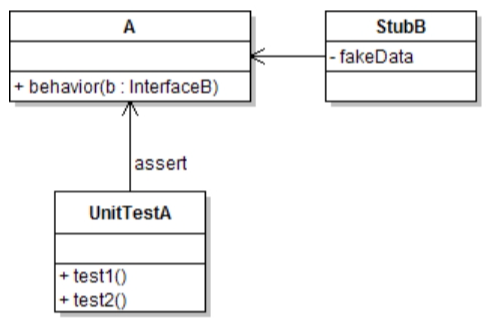 A
StubB
- fakeData
+ behavior(b : InterfaceB)
assert
UnitTestA
+ test1()
+ test2()